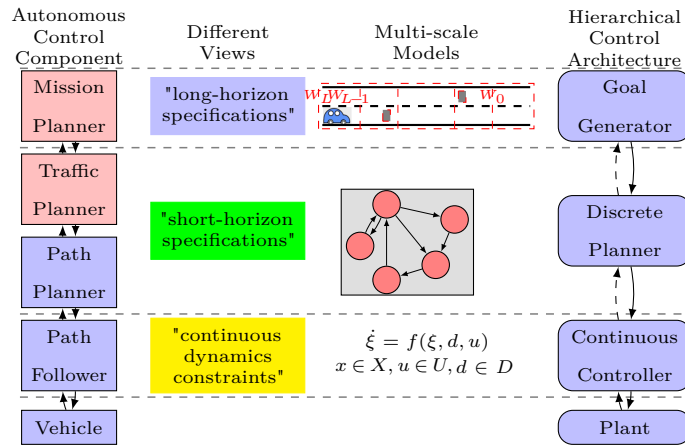 Autonomous
Control
Component
Different
Views
Multi-scale
Models
Hierarchical
Control
Architecture
Mission
Planner
"long-horizon
specifications"
W_L W_{L-1} W_0
Goal
Generator
Traffic
Planner
"short-horizon
specifications"
Discrete
Planner
Path
Planner
Path
Follower
"continuous
dynamics
constraints"
ξ̇ = f(ξ, d, u)
x ∈ X, u ∈ U, d ∈ D
Continuous
Controller
Vehicle
Plant